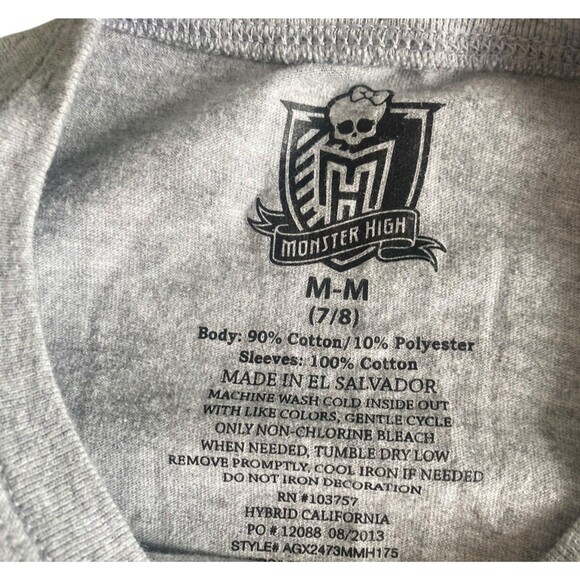 MH
MONSTER HIGH
M-M
(7/8)
Body: 90% Cotton/10% Polyester
Sleeves: 100% Cotton
MADE IN EL SALVADOR
MACHINE WASH COLD INSIDE OUT
WITH LIKE COLORS, GENTLE CYCLE
ONLY NON-CHLORINE BLEACH
WHEN NEEDED, TUMBLE DRY LOW
REMOVE PROMPTLY, COOL IRON IF NEEDED
DO NOT IRON DECORATION
RN #103757
HYBRID CALIFORNIA
PO # 12088 08/2013
STYLE# AGX2473MMH175